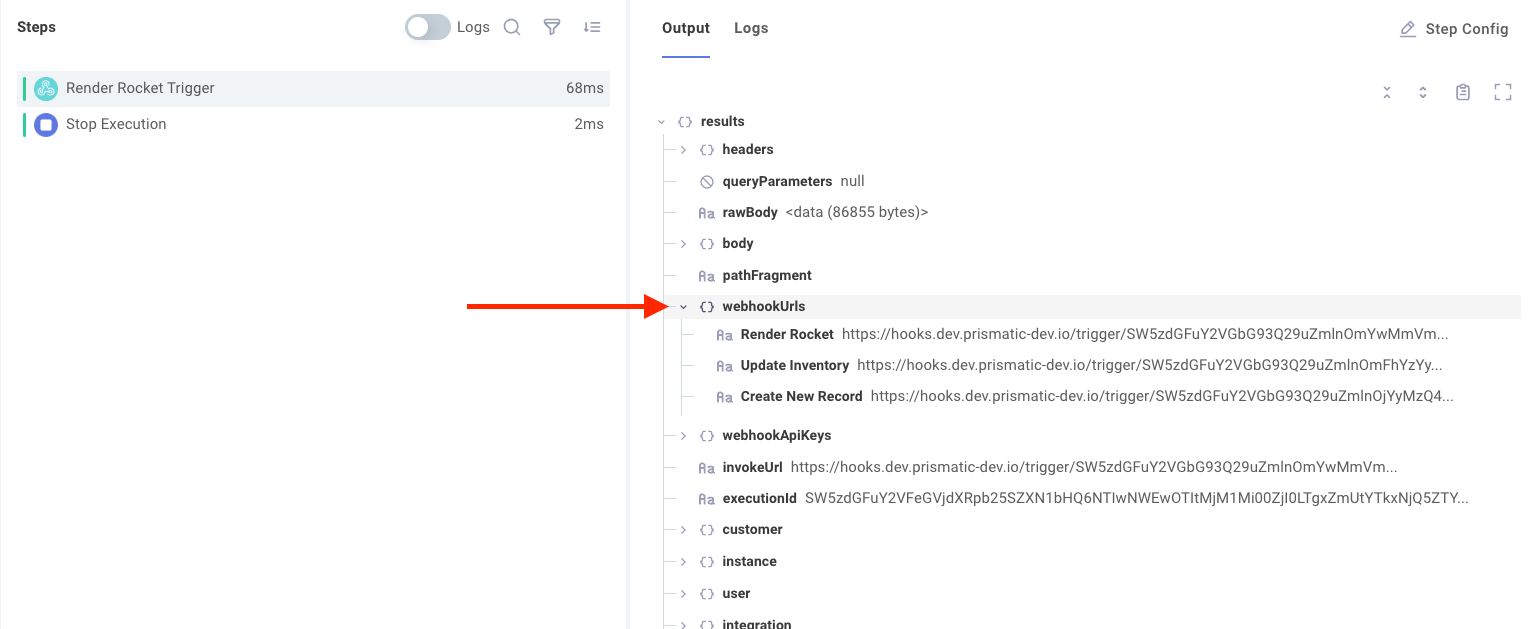 Steps
Logs
Render Rocket Trigger 68ms
Stop Execution 2ms
Output Logs Step Config
{} results
{} headers
queryParameters null
Aa rawBody <data (86855 bytes)>
{} body
Aa pathFragment
{} webhookUrls
Aa Render Rocket https://hooks.dev.prismatic-dev.io/trigger/SW5zdGFuY2VGbG93Q29uZmlnOmYwMmVm...
Aa Update Inventory https://hooks.dev.prismatic-dev.io/trigger/SW5zdGFuY2VGbG93Q29uZmlnOmFhYzYy...
Aa Create New Record https://hooks.dev.prismatic-dev.io/trigger/SW5zdGFuY2VGbG93Q29uZmlnOjYyMzQ4...
{} webhookApiKeys
Aa invokeUrl https://hooks.dev.prismatic-dev.io/trigger/SW5zdGFuY2VGbG93Q29uZmlnOmYwMmVm...
Aa executionId SW5zdGFuY2VFeGVjdXRpb25SZXN1bHQ6NTIwNWEwOTItMjM1Mi00ZjI0LTgxZmUtYTkxNjQ5ZTY...
{} customer
{} instance
{} user
{} integration